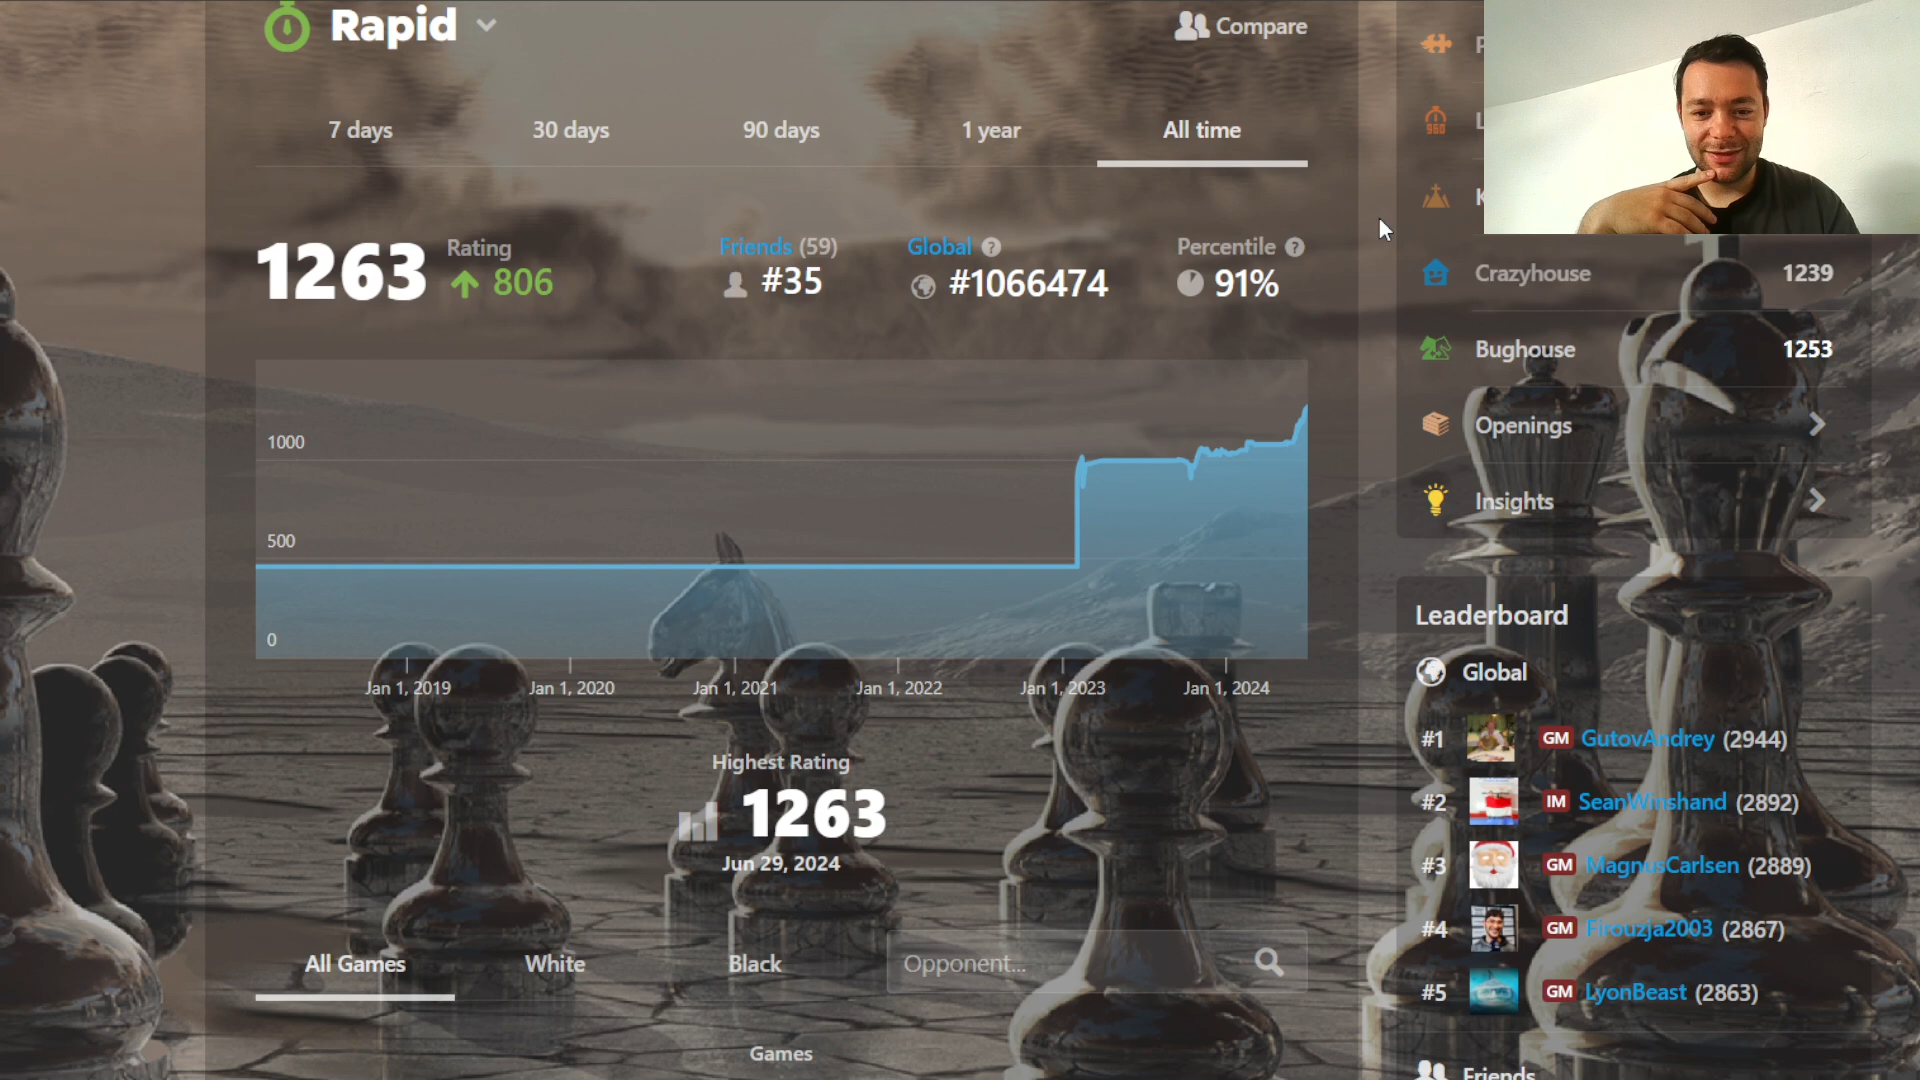 Rapid
Compare
7 days
30 days
90 days
1 year
All time
1263
Rating
806
Friends (59)
#35
Global ?
#1066474
Percentile ?
91%
1000
500
0
Jan 1, 2019
Jan 1, 2020
Jan 1, 2021
Jan 1, 2022
Jan 1, 2023
Jan 1, 2024
Highest Rating
1263
Jun 29, 2024
All Games
White
Black
Opponent...
Games
960
Crazyhouse 1239
Bughouse 1253
Openings
Insights
Leaderboard
Global
#1 GM GutovAndrey (2944)
#2 IM SeanWinshand (2892)
#3 GM MagnusCarlsen (2889)
#4 GM Firouzja2003 (2867)
#5 GM LyonBeast (2863)
Friends